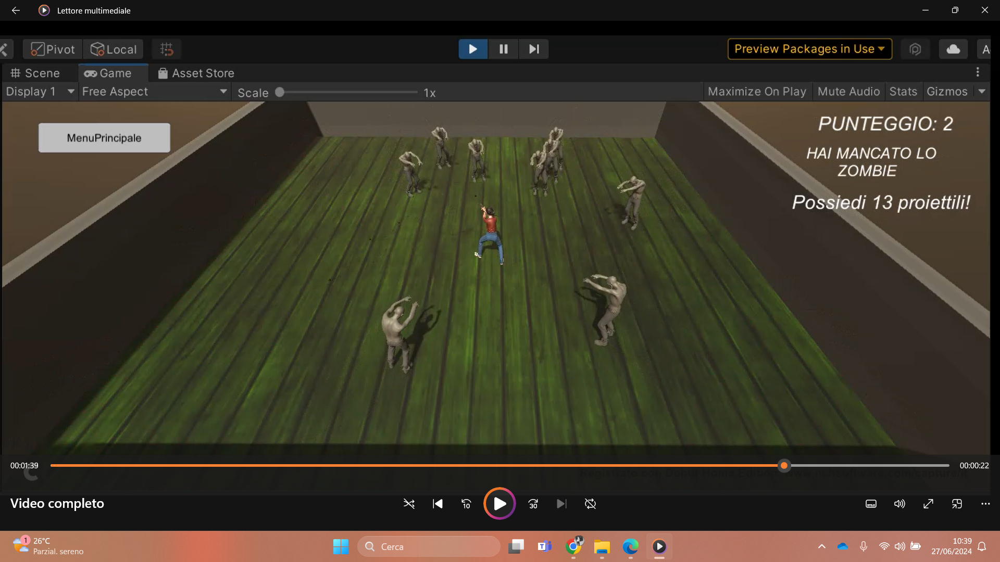 Lettore multimediale
Pivot
Local
Preview Packages in Use
Scene
Game
Asset Store
Display 1
Free Aspect
Scale
1x
Maximize On Play
Mute Audio
Stats
Gizmos
MenuPrincipale
PUNTEGGIO: 2
HAI MANCATO LO
ZOMBIE
Possiedi 13 proiettili!
00:01:39
00:00:22
Video completo
10
30
1
26°C
Parzial. sereno
Cerca
10:39
27/06/2024